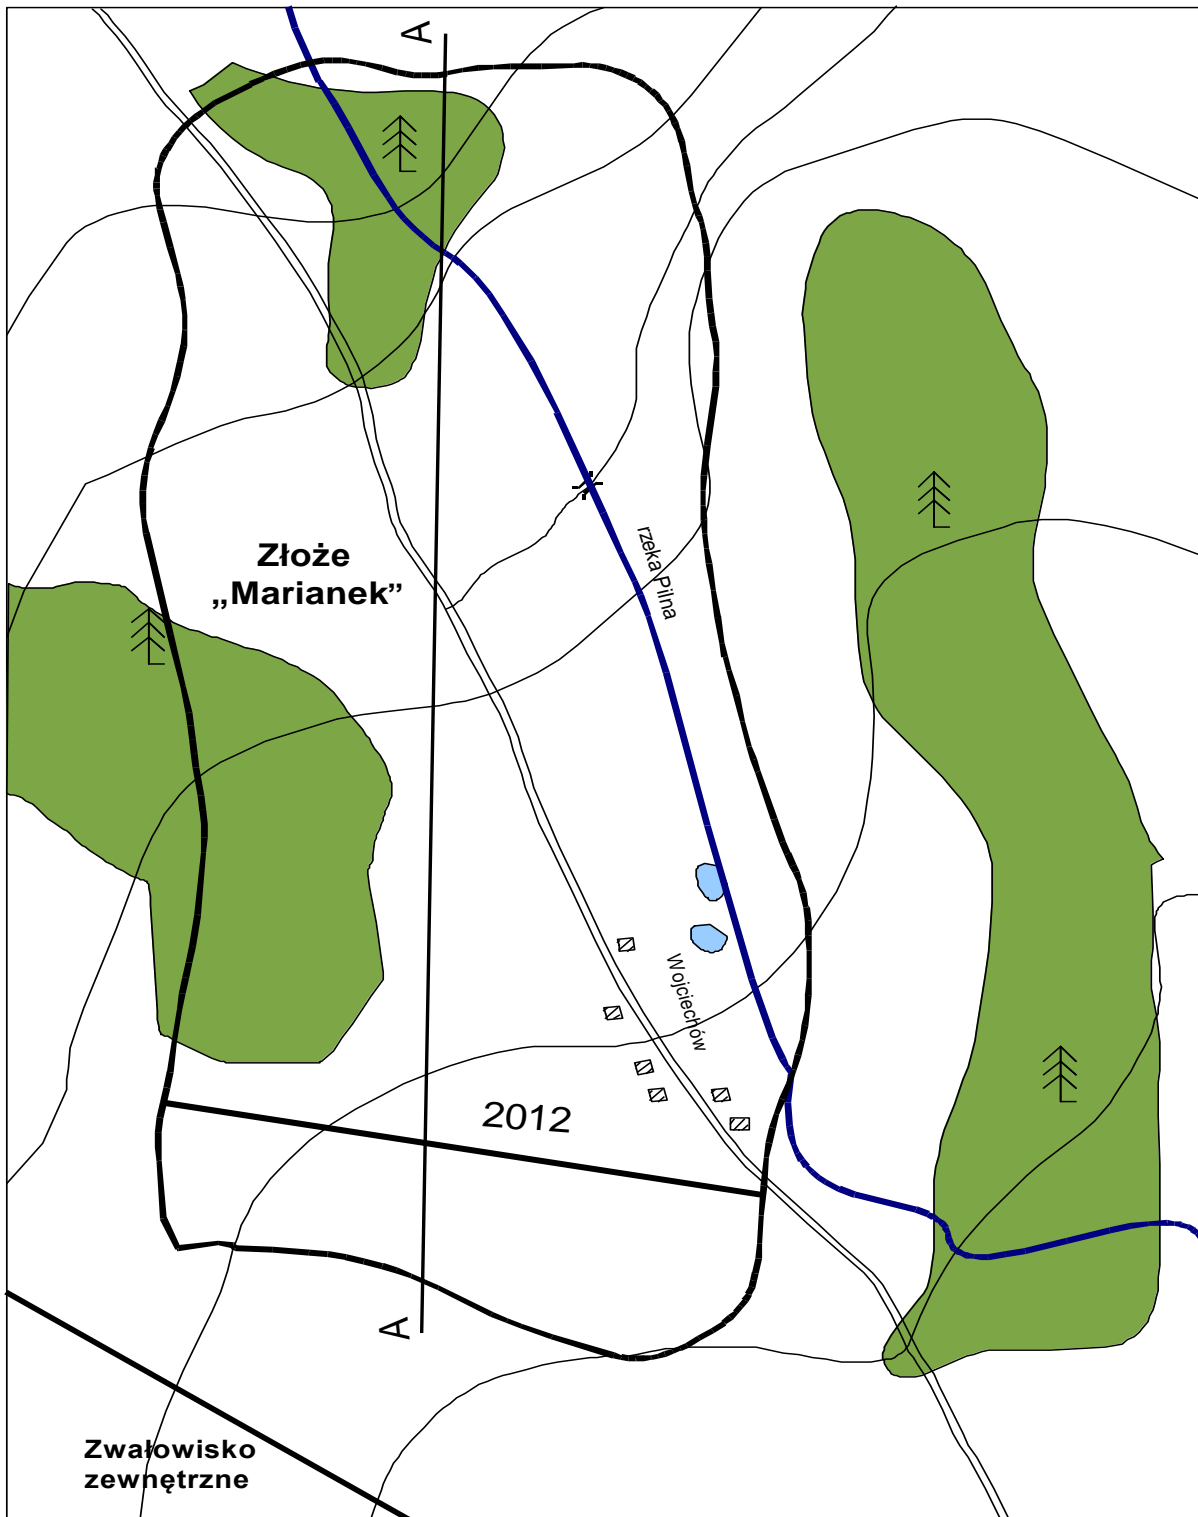 A
Złoże
„Marianek”
rzeka Pilna
Wojciechów
2012
A
Zwałowisko
zewnętrzne